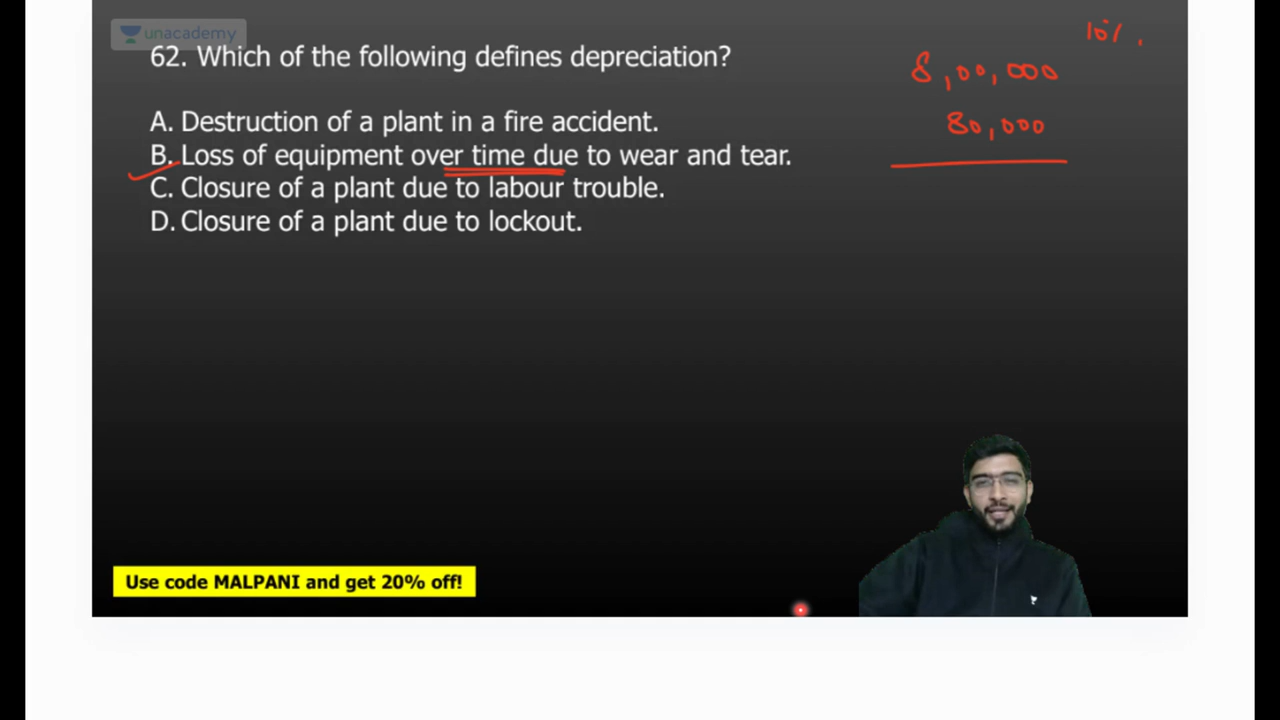 unacademy
62. Which of the following defines depreciation?
10%.
8,00,000
80,000
A. Destruction of a plant in a fire accident.
B. Loss of equipment over time due to wear and tear.
C. Closure of a plant due to labour trouble.
D. Closure of a plant due to lockout.
Use code MALPANI and get 20% off!